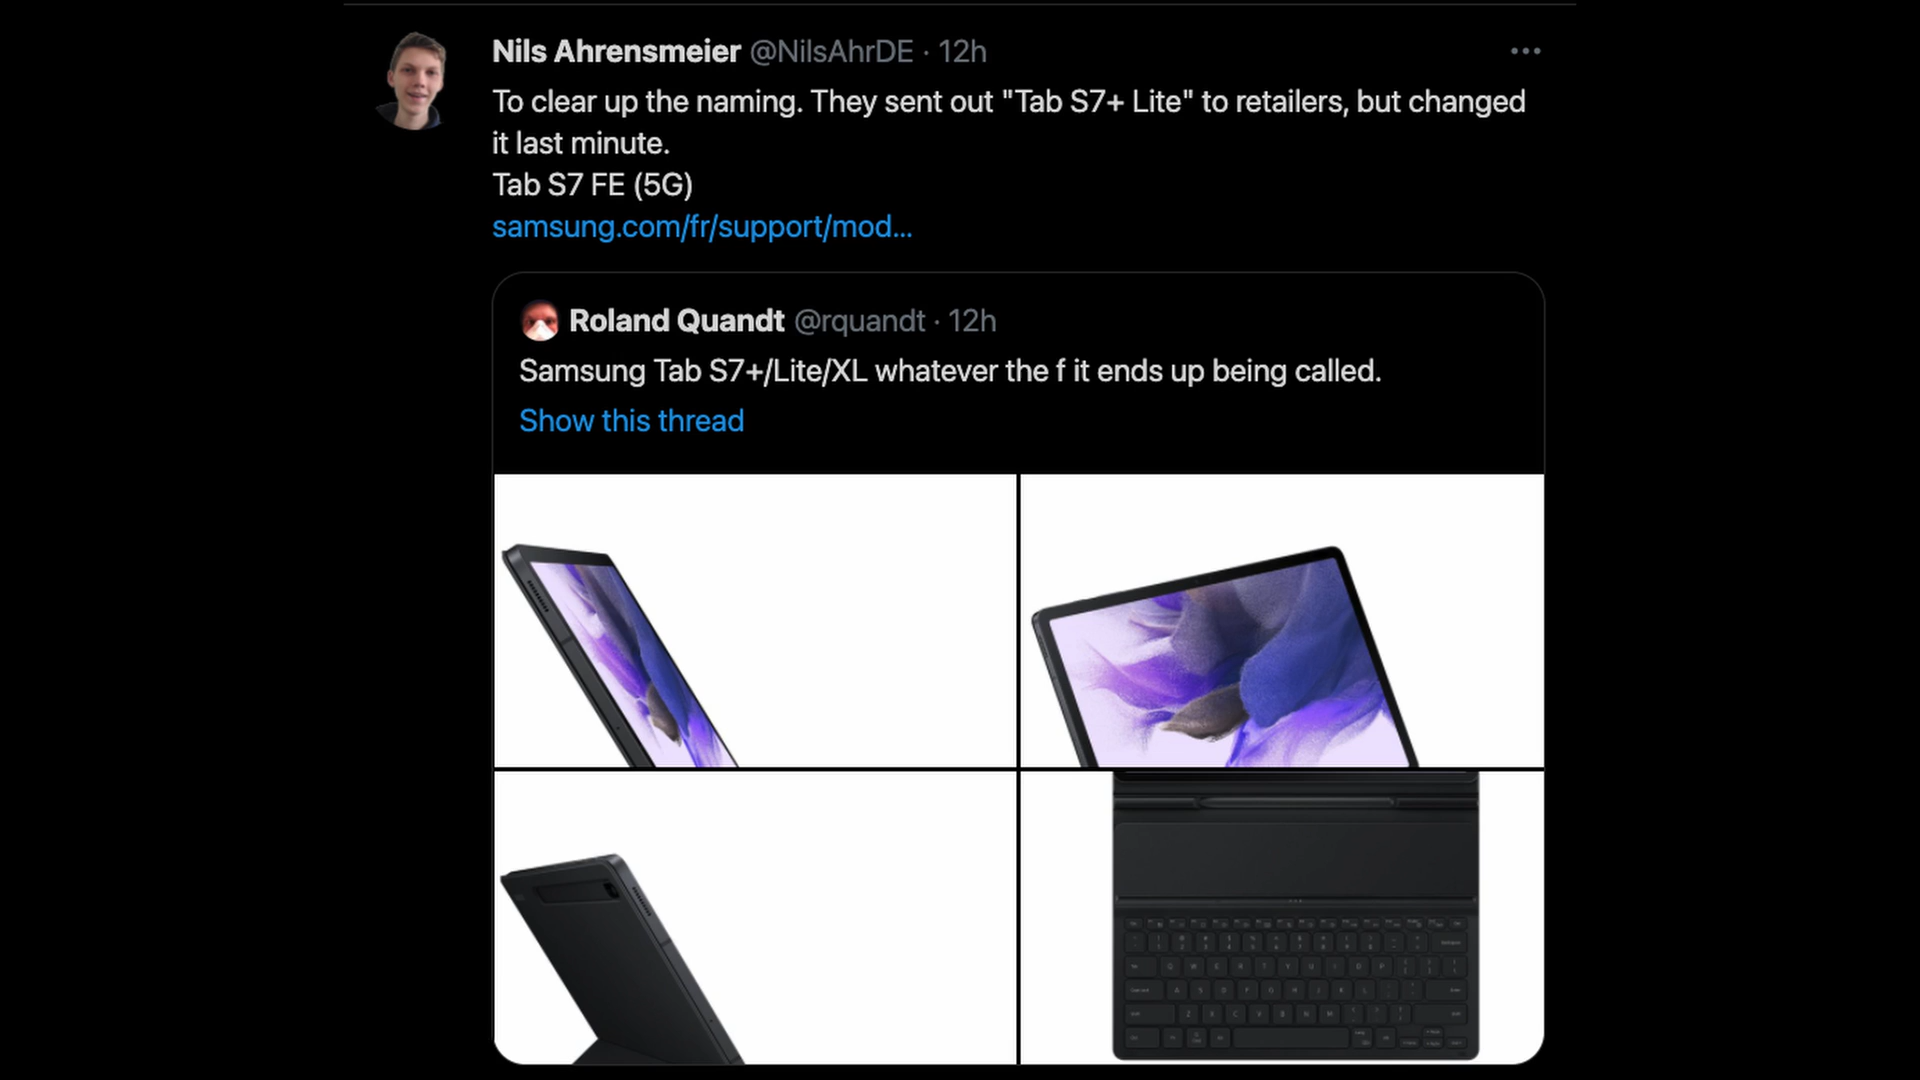 Nils Ahrensmeier @NilsAhrDE · 12h
To clear up the naming. They sent out "Tab S7+ Lite" to retailers, but changed
it last minute.
Tab S7 FE (5G)
samsung.com/fr/support/mod...
Roland Quandt @rquandt · 12h
Samsung Tab S7+/Lite/XL whatever the f it ends up being called.
Show this thread